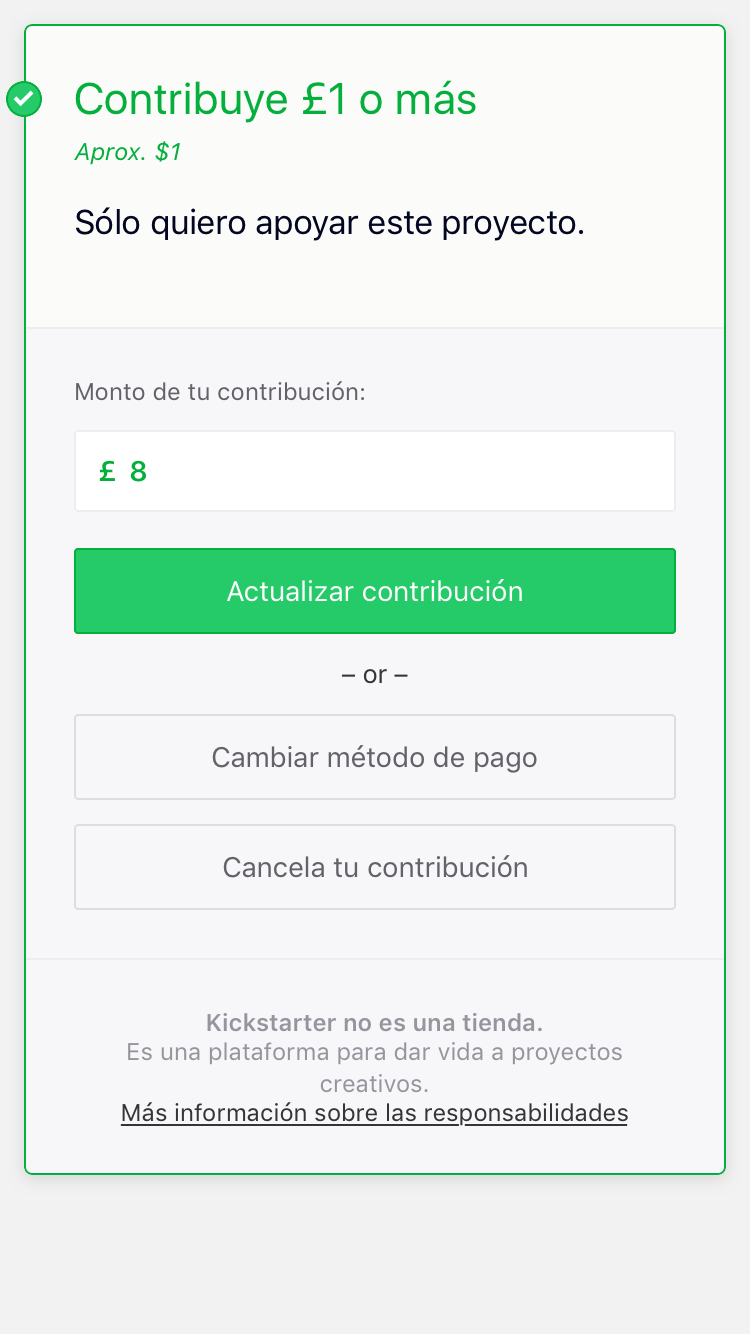 Contribuye £1 o más
Aprox. $1
Sólo quiero apoyar este proyecto.
Monto de tu contribución:
£ 8
Actualizar contribución
– or –
Cambiar método de pago
Cancela tu contribución
Kickstarter no es una tienda.
Es una plataforma para dar vida a proyectos
creativos.
Más información sobre las responsabilidades